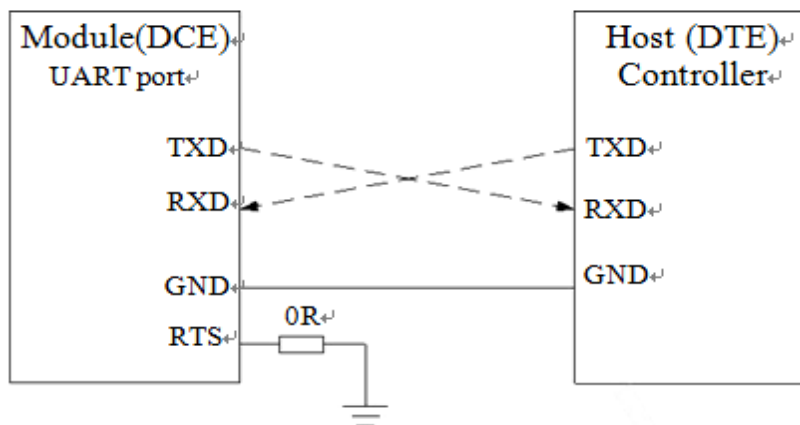 Module(DCE)↵
UART port↵
TXD↵
RXD↵
GND↵
RTS↵
0R↵
Host (DTE)↵
Controller↵
TXD↵
RXD↵
GND↵